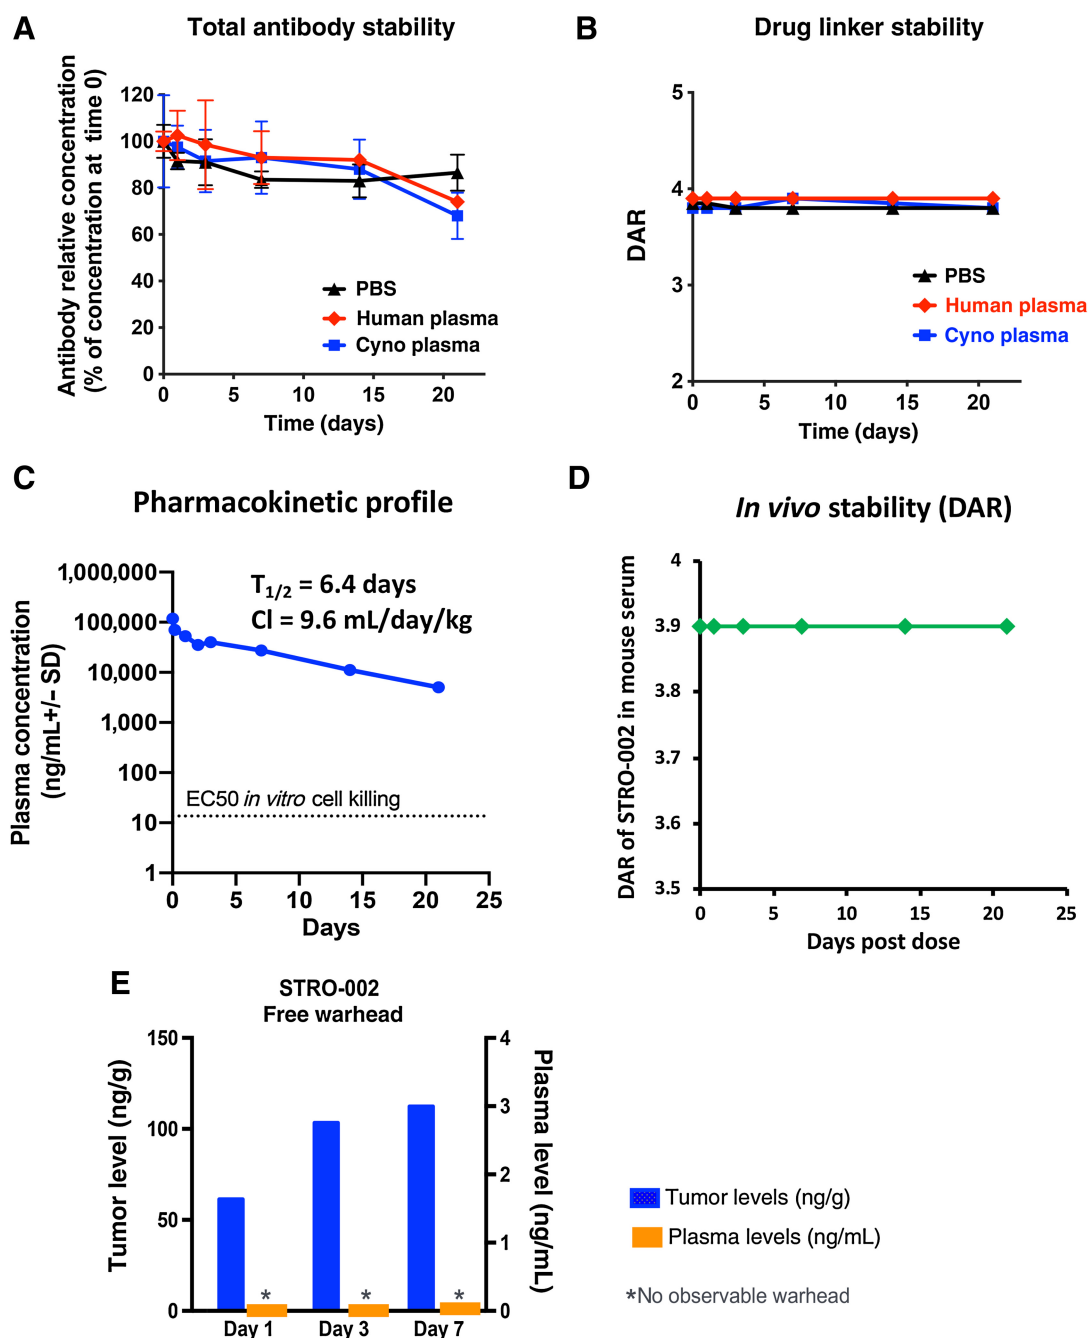 A
Total antibody stability
Antibody relative concentration
(% of concentration at time 0)
120
100
80
60
40
20
0
0 5 10 15 20
Time (days)
PBS
Human plasma
Cyno plasma
B
Drug linker stability
DAR
5
4
3
2
0 5 10 15 20
Time (days)
PBS
Human plasma
Cyno plasma
C
Pharmacokinetic profile
Plasma concentration
(ng/mL+/− SD)
1,000,000
100,000
10,000
1,000
100
10
1
T1/2 = 6.4 days
Cl = 9.6 mL/day/kg
EC50 in vitro cell killing
0 5 10 15 20 25
Days
D
In vivo stability (DAR)
DAR of STRO-002 in mouse serum
4
3.9
3.8
3.7
3.6
3.5
0 5 10 15 20 25
Days post dose
E
STRO-002
Free warhead
Tumor level (ng/g)
150
100
50
0
Plasma level (ng/mL)
4
3
2
1
0
* * *
Day 1 Day 3 Day 7
Tumor levels (ng/g)
Plasma levels (ng/mL)
*No observable warhead